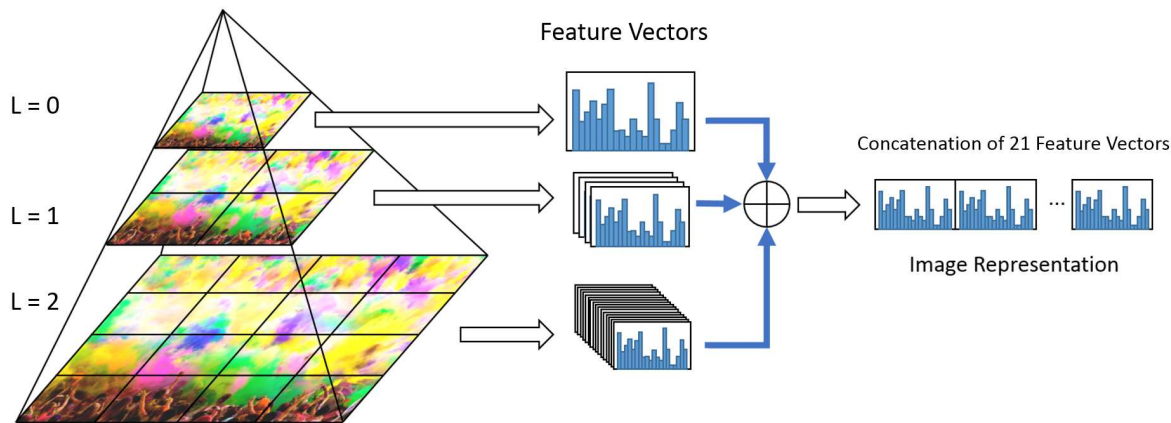 Feature Vectors
L = 0
Concatenation of 21 Feature Vectors
L = 1
...
Image Representation
L = 2